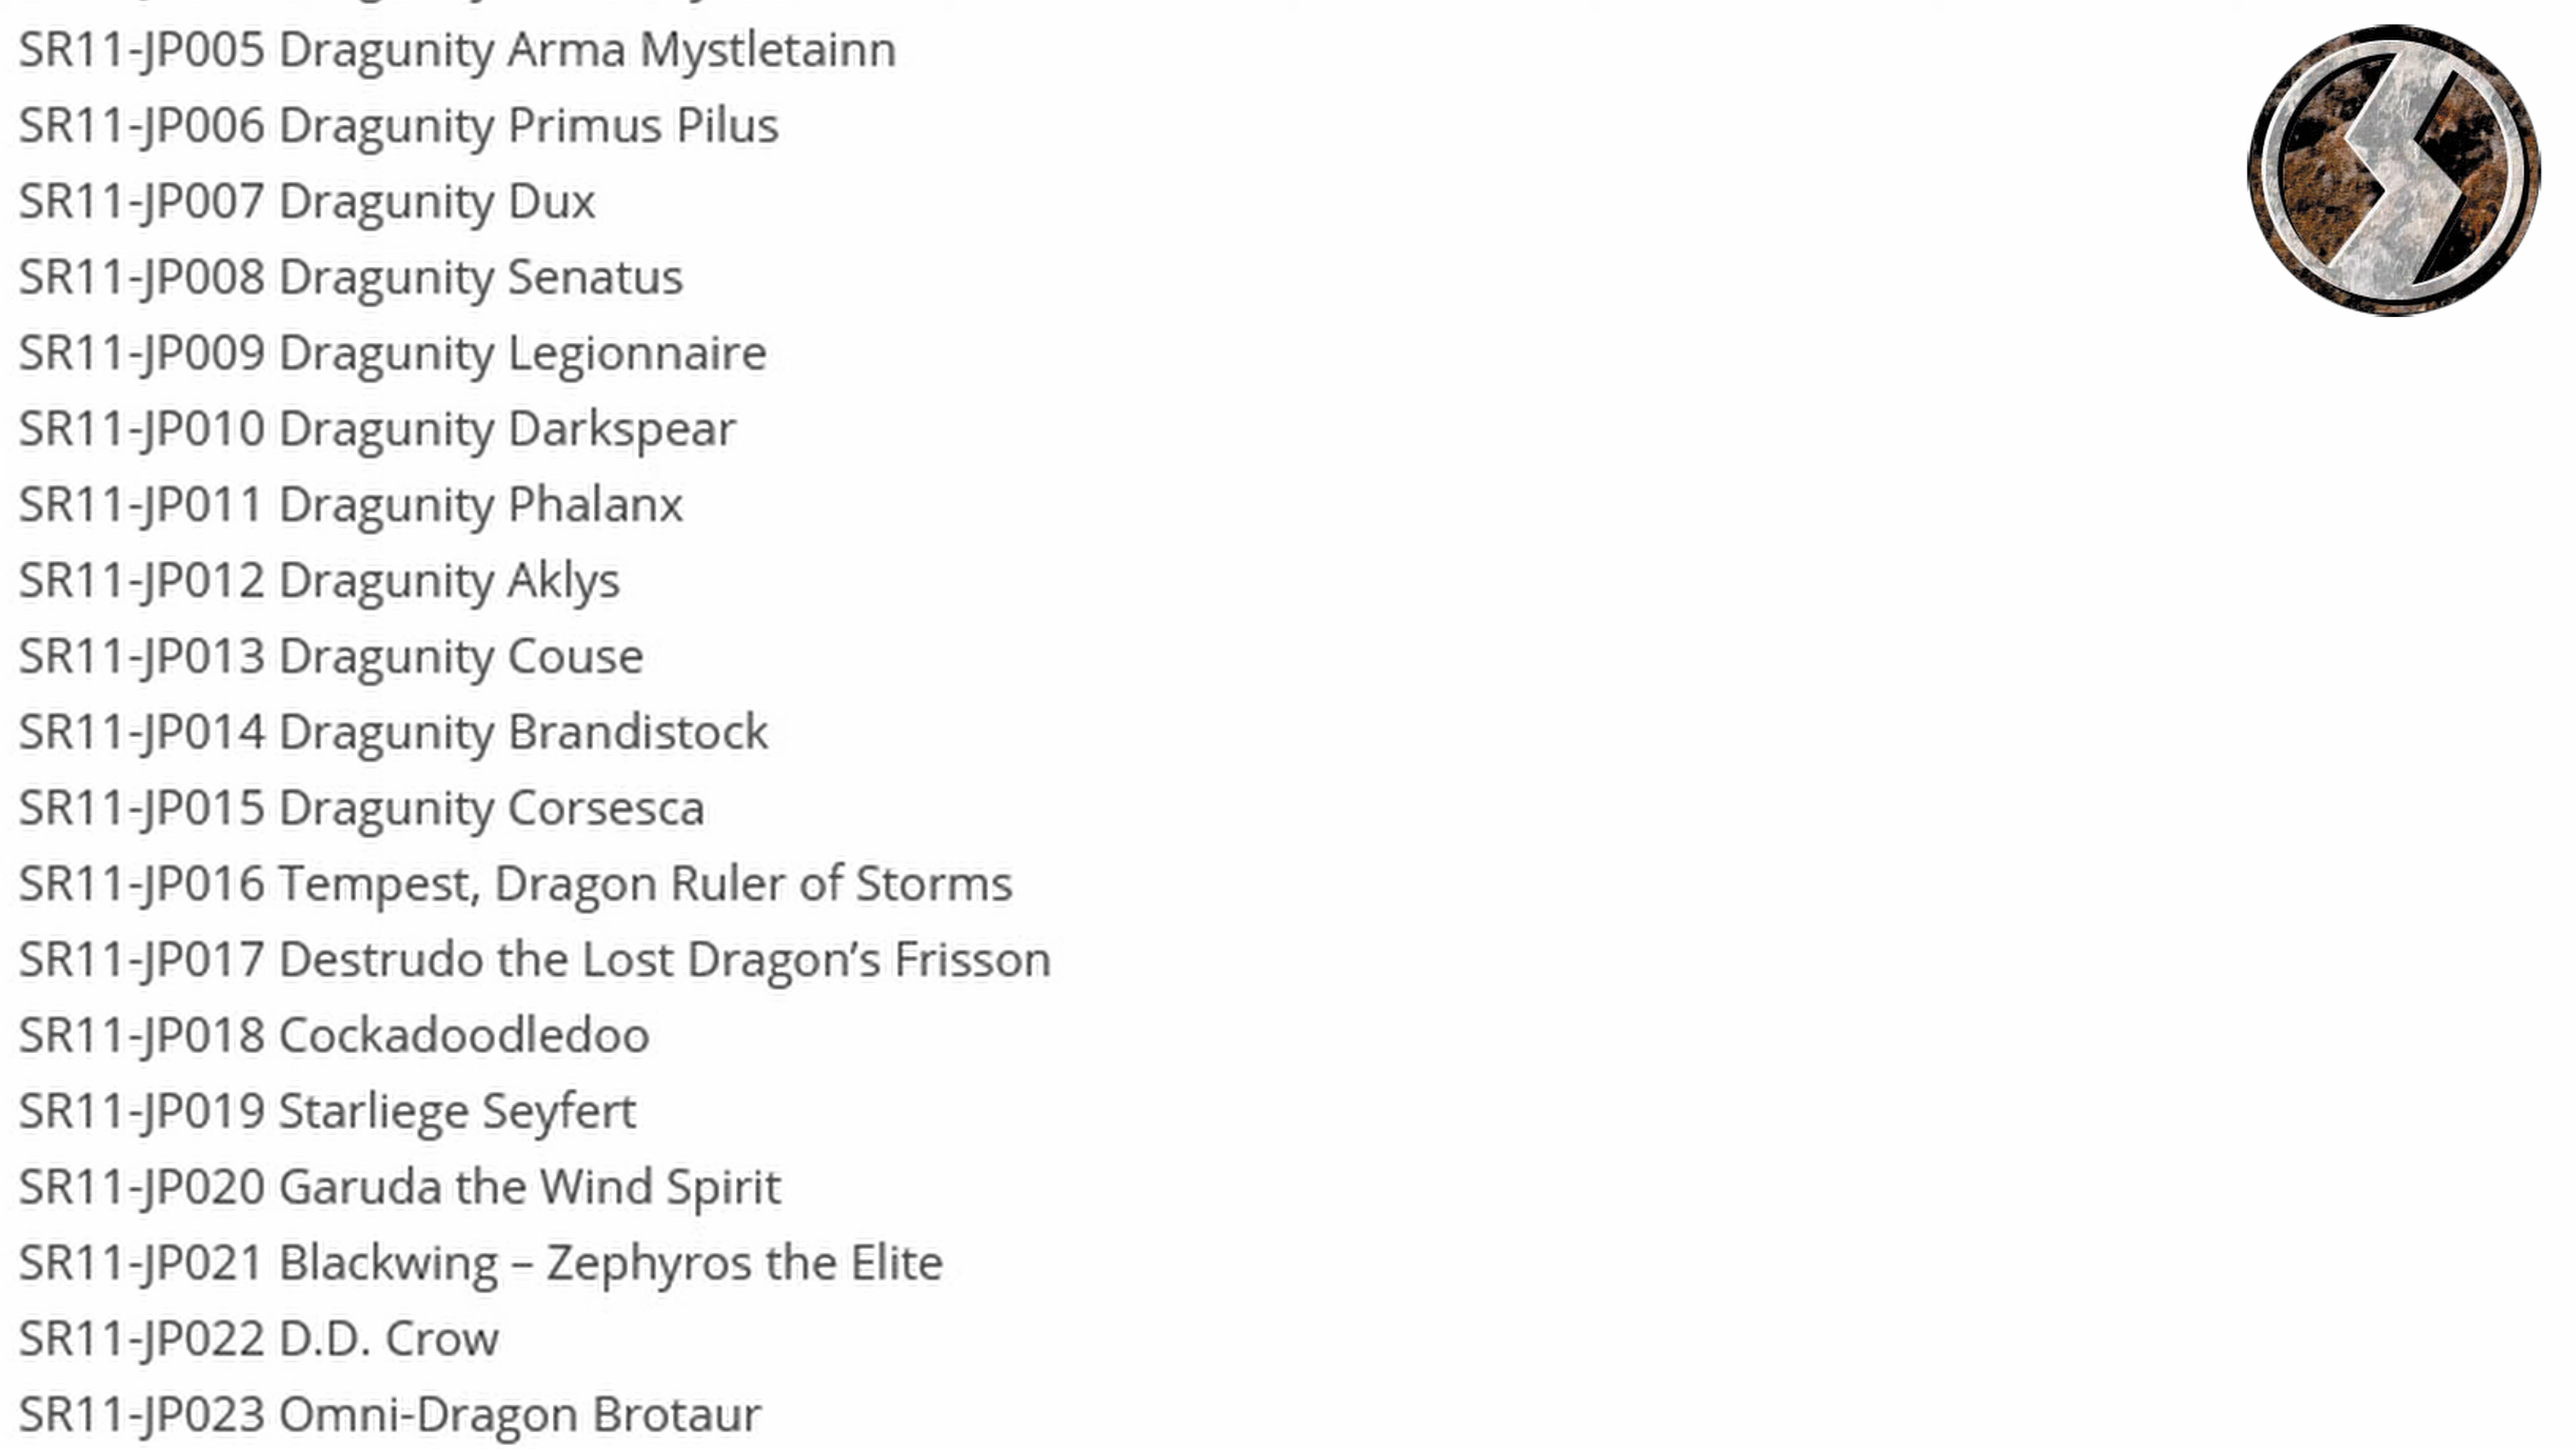 SR11-JP005 Dragunity Arma Mystletainn
SR11-JP006 Dragunity Primus Pilus
SR11-JP007 Dragunity Dux
SR11-JP008 Dragunity Senatus
SR11-JP009 Dragunity Legionnaire
SR11-JP010 Dragunity Darkspear
SR11-JP011 Dragunity Phalanx
SR11-JP012 Dragunity Aklys
SR11-JP013 Dragunity Couse
SR11-JP014 Dragunity Brandistock
SR11-JP015 Dragunity Corsesca
SR11-JP016 Tempest, Dragon Ruler of Storms
SR11-JP017 Destrudo the Lost Dragon’s Frisson
SR11-JP018 Cockadoodledoo
SR11-JP019 Starliege Seyfert
SR11-JP020 Garuda the Wind Spirit
SR11-JP021 Blackwing – Zephyros the Elite
SR11-JP022 D.D. Crow
SR11-JP023 Omni-Dragon Brotaur